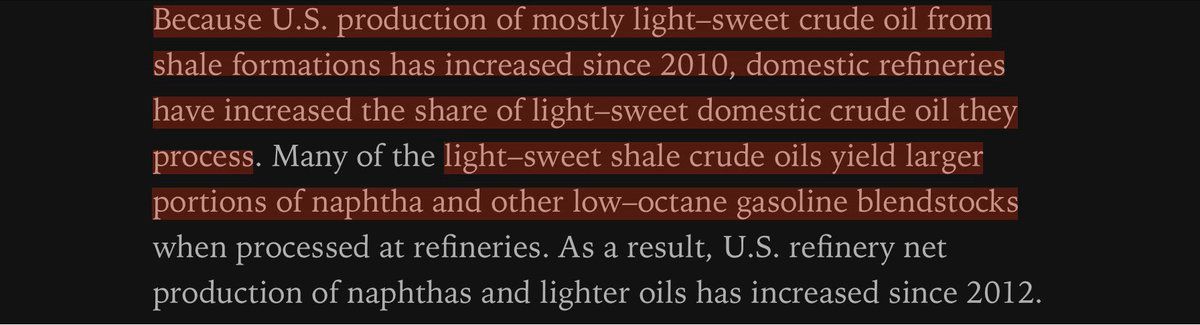 Because U.S. production of mostly light–sweet crude oil from
shale formations has increased since 2010, domestic refineries
have increased the share of light–sweet domestic crude oil they
process. Many of the light–sweet shale crude oils yield larger
portions of naphtha and other low–octane gasoline blendstocks
when processed at refineries. As a result, U.S. refinery net
production of naphthas and lighter oils has increased since 2012.